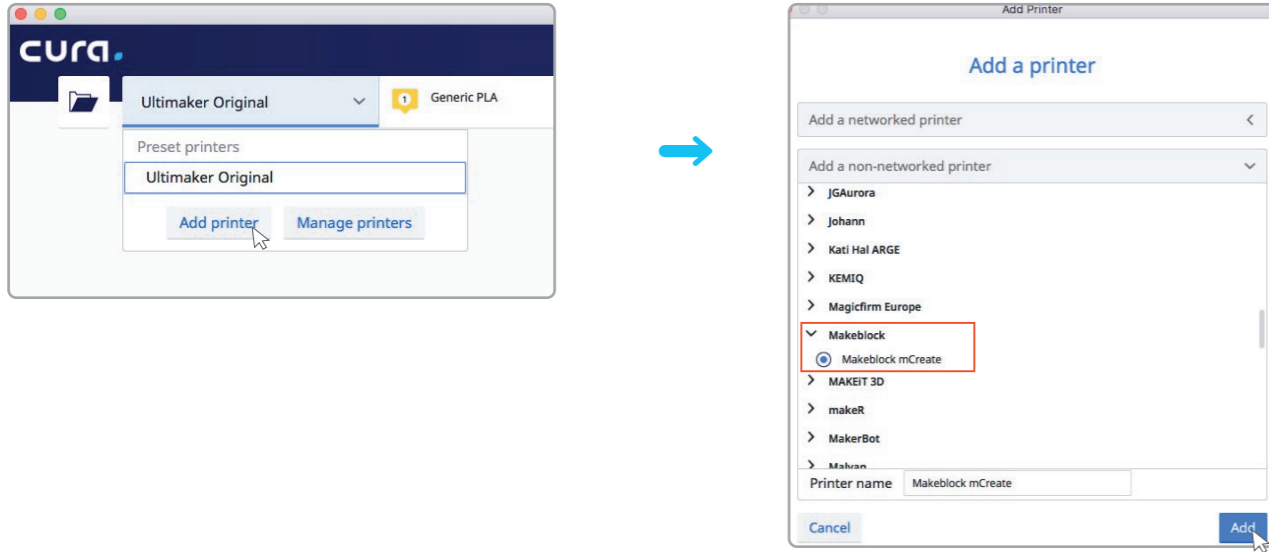 cura.
Ultimaker Original
1
Generic PLA
Preset printers
Ultimaker Original
Add printer
Manage printers
Add Printer
Add a printer
Add a networked printer
Add a non-networked printer
JGAurora
Johann
Kati Hal ARGE
KEMIQ
Magicfirm Europe
Makeblock
Makeblock mCreate
MAKEiT 3D
makeR
MakerBot
Malyan
Printer name
Makeblock mCreate
Cancel
Add